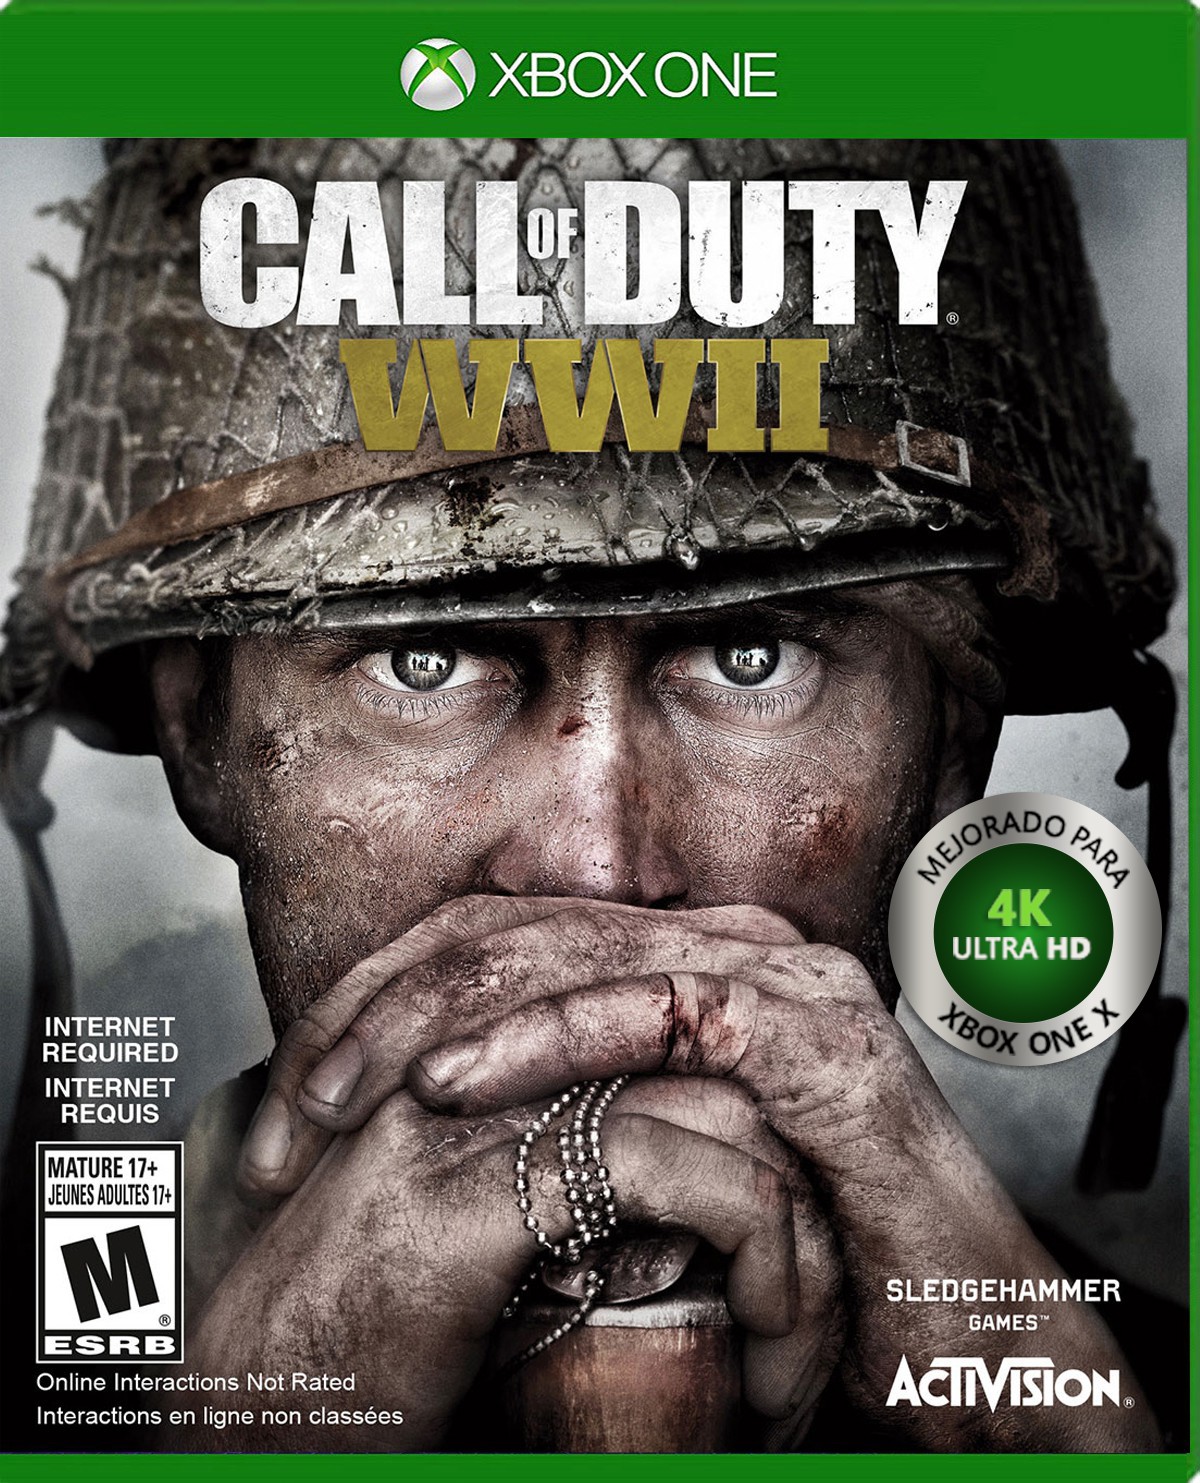 XBOX ONE
CALL OF DUTY®
WWII
MEJORADO PARA
4K
ULTRA HD
XBOX ONE X
INTERNET
REQUIRED
INTERNET
REQUIS
MATURE 17+
JEUNES ADULTES 17+
M®
ESRB
Online Interactions Not Rated
Interactions en ligne non classées
SLEDGEHAMMER
GAMES™
ACTIVISION®